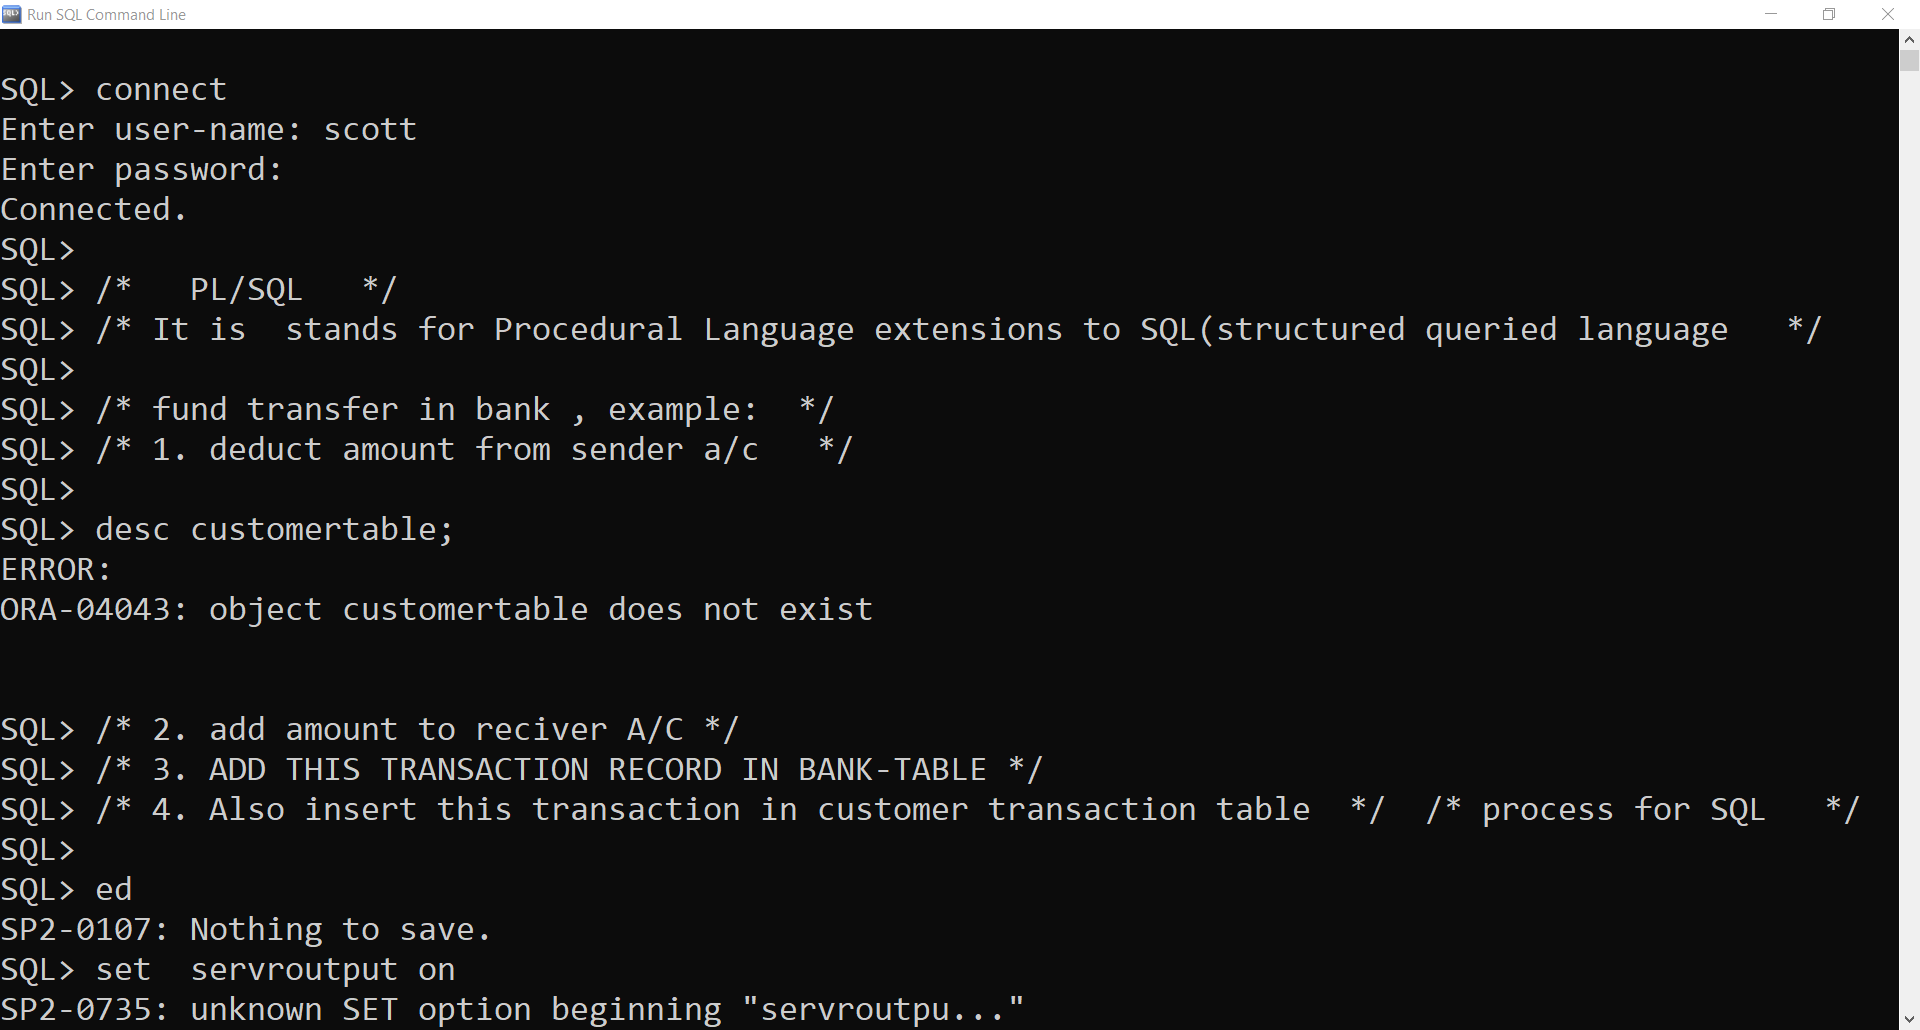 Run SQL Command Line
SQL> connect
Enter user-name: scott
Enter password:
Connected.
SQL>
SQL> /*   PL/SQL   */
SQL> /* It is  stands for Procedural Language extensions to SQL(structured queried language   */
SQL>
SQL> /* fund transfer in bank , example:  */
SQL> /* 1. deduct amount from sender a/c   */
SQL>
SQL> desc customertable;
ERROR:
ORA-04043: object customertable does not exist
SQL> /* 2. add amount to reciver A/C */
SQL> /* 3. ADD THIS TRANSACTION RECORD IN BANK-TABLE */
SQL> /* 4. Also insert this transaction in customer transaction table  */  /* process for SQL   */
SQL>
SQL> ed
SP2-0107: Nothing to save.
SQL> set  servroutput on
SP2-0735: unknown SET option beginning "servroutpu..."